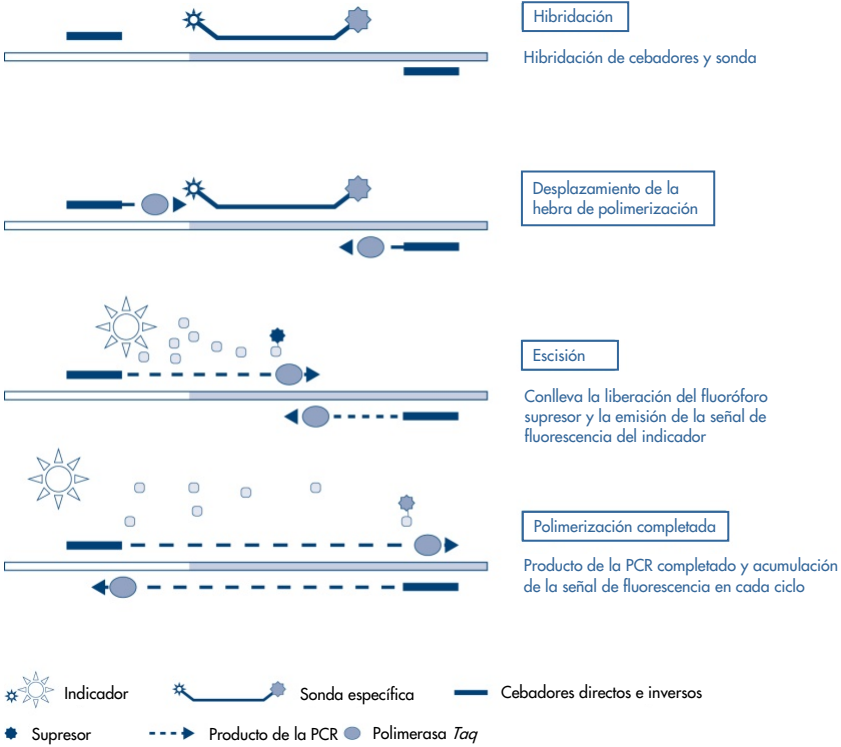 Hibridación
Hibridación de cebadores y sonda
Desplazamiento de la
hebra de polimerización
Escisión
Conlleva la liberación del fluoróforo
supresor y la emisión de la señal de
fluorescencia del indicador
Polimerización completada
Producto de la PCR completado y acumulación
de la señal de fluorescencia en cada ciclo
Indicador
Sonda específica
Cebadores directos e inversos
Supresor
Producto de la PCR
Polimerasa Taq